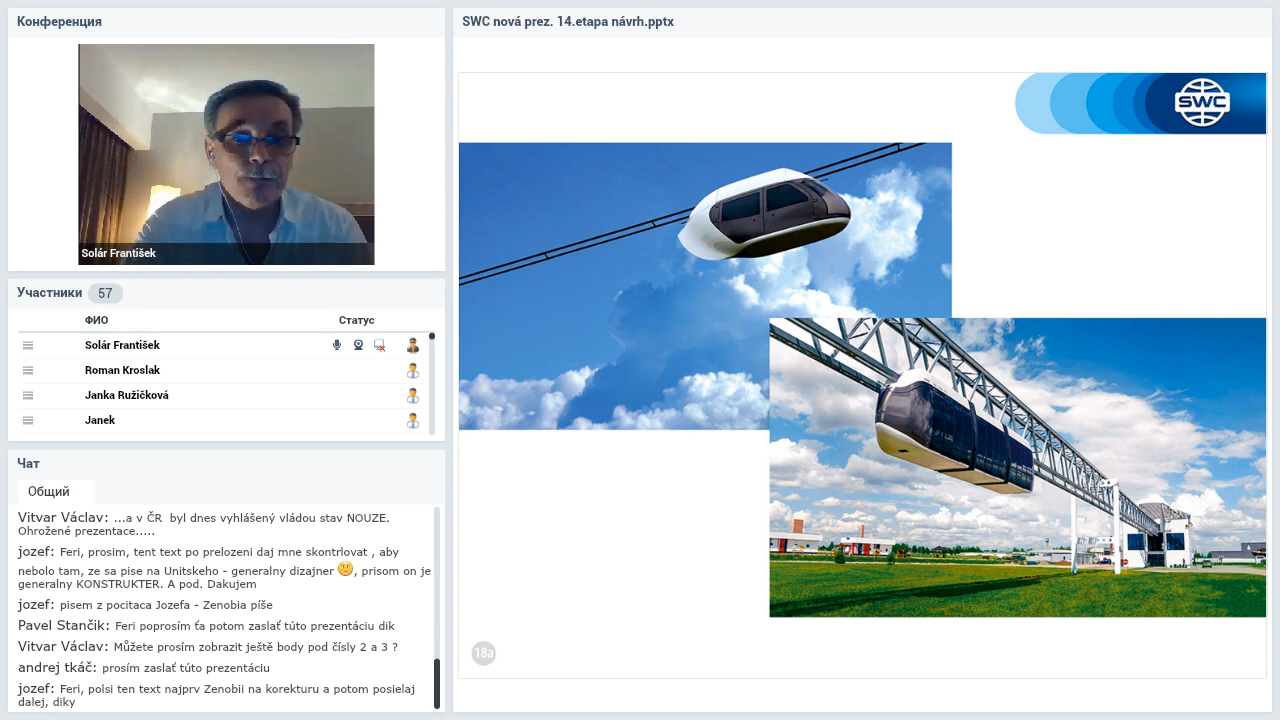 Конференция
Solár František
Участники 57
ФИО Статус
Solár František
Roman Kroslak
Janka Ružičková
Janek
Чат
Общий
Vitvar Václav: ...a v ČR byl dnes vyhlášený vládou stav NOUZE.
Ohrožené prezentace.....
jozef: Feri, prosim, tent text po prelozeni daj mne skontrlovat , aby
nebolo tam, ze sa pise na Unitskeho - generalny dizajner , prisom on je
generalny KONSTRUKTER. A pod. Dakujem
jozef: pisem z pocitaca Jozefa - Zenobia píše
Pavel Stančik: Feri poprosím ťa potom zaslať túto prezentáciu dik
Vitvar Václav: Můžete prosím zobrazit ještě body pod čísly 2 a 3 ?
andrej tkáč: prosím zaslať túto prezentáciu
jozef: Feri, polsi ten text najprv Zenobii na korekturu a potom posielaj
dalej, diky
SWC nová prez. 14.etapa návrh.pptx
SWC
18a